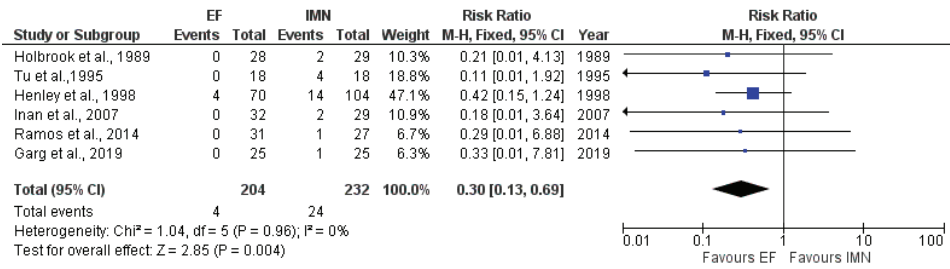 EF IMN Risk Ratio Risk Ratio
Study or Subgroup Events Total Events Total Weight M-H, Fixed, 95% CI Year M-H, Fixed, 95% CI
Holbrook et al., 1989 0 28 2 29 10.3% 0.21 [0.01, 4.13] 1989
Tu et al.,1995 0 18 4 18 18.8% 0.11 [0.01, 1.92] 1995
Henley et al., 1998 4 70 14 104 47.1% 0.42 [0.15, 1.24] 1998
Inan et al., 2007 0 32 2 29 10.9% 0.18 [0.01, 3.64] 2007
Ramos et al., 2014 0 31 1 27 6.7% 0.29 [0.01, 6.88] 2014
Garg et al., 2019 0 25 1 25 6.3% 0.33 [0.01, 7.81] 2019
Total (95% CI) 204 232 100.0% 0.30 [0.13, 0.69]
Total events 4 24
Heterogeneity: Chi² = 1.04, df = 5 (P = 0.96); I² = 0%
Test for overall effect: Z = 2.85 (P = 0.004)
0.01 0.1 1 10 100
Favours EF Favours IMN